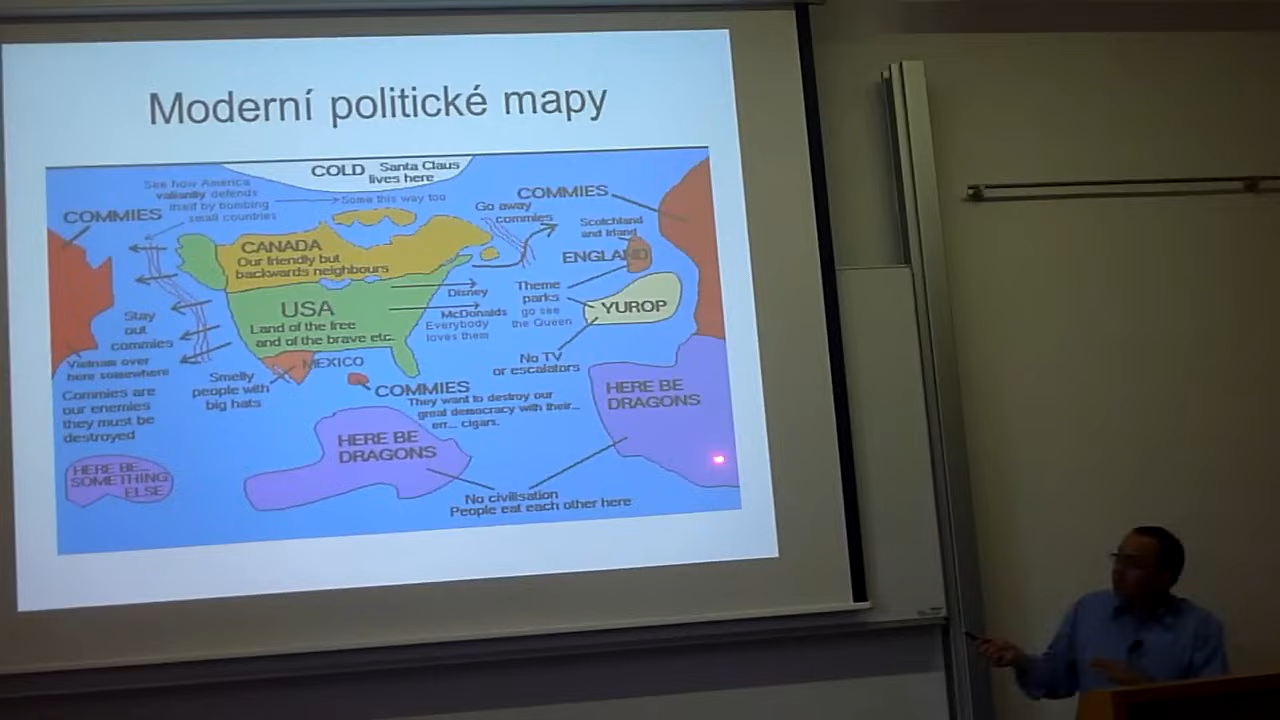 Moderní politické mapy
COLD Santa Claus
lives here
See how America
valiantly defends
itself by bombing
small countries
Some this way too
COMMIES
Go away
commies
COMMIES
Scotchland
and Irland
ENGLAND
CANADA
Our friendly but
backwards neighbours
USA
Land of the free
and of the brave etc.
Disney
McDonalds
Everybody
loves them
Theme
parks
go see
the Queen
YUROP
No TV
or escalators
Stay
out
commies
Vietnam over
here somewhere
Commies are
our enemies
they must be
destroyed
Smelly
people with
big hats
MEXICO
COMMIES
They want to destroy our
great democracy with their...
err... cigars.
HERE BE
DRAGONS
HERE BE
DRAGONS
HERE BE...
SOMETHING
ELSE
No civilisation
People eat each other here